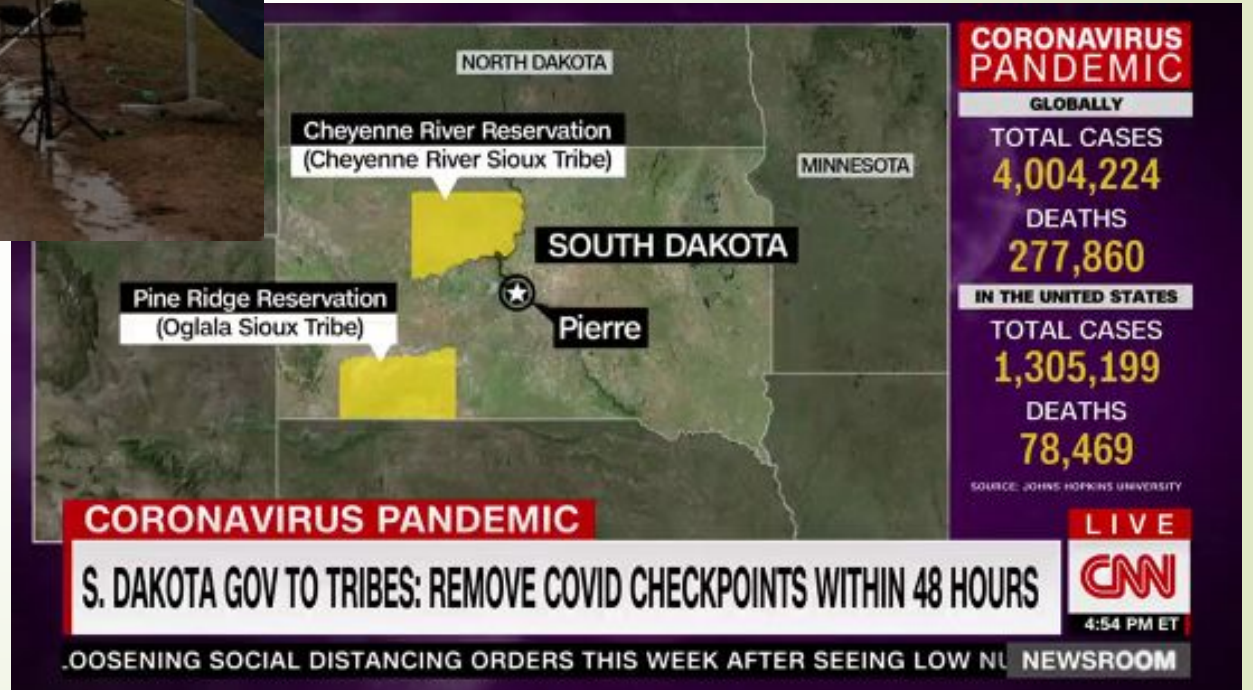 NORTH DAKOTA
Cheyenne River Reservation
(Cheyenne River Sioux Tribe)
MINNESOTA
SOUTH DAKOTA
Pine Ridge Reservation
(Oglala Sioux Tribe)
Pierre
CORONAVIRUS
PANDEMIC
GLOBALLY
TOTAL CASES
4,004,224
DEATHS
277,860
IN THE UNITED STATES
TOTAL CASES
1,305,199
DEATHS
78,469
SOURCE: JOHNS HOPKINS UNIVERSITY
CORONAVIRUS PANDEMIC
S. DAKOTA GOV TO TRIBES: REMOVE COVID CHECKPOINTS WITHIN 48 HOURS
LIVE
CNN
4:54 PM ET
SOCIAL DISTANCING ORDERS THIS WEEK AFTER SEEING LOW
NEWSROOM